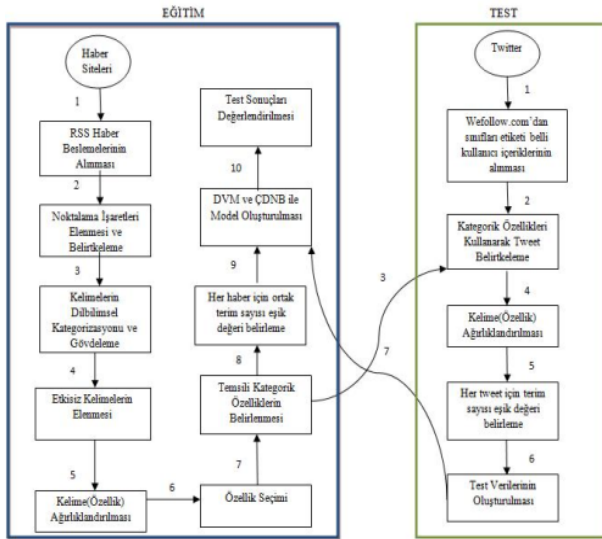 EĞİTİM
Haber
Siteleri
1
RSS Haber
Beslemelerinin
Alınması
2
Noktalama İşaretleri
Elenmesi ve
Belirtkeleme
3
Kelimelerin
Dilbilimsel
Kategorizasyonu ve
Gövdeleme
4
Etkisiz Kelimelerin
Elenmesi
5
Kelime(Özellik)
Ağırlıklandırılması
6
Özellik Seçimi
7
Temsili Kategorik
Özelliklerin
Belirlenmesi
8
Her haber için ortak
terim sayısı eşik
değeri belirleme
9
DVM ve ÇDNB ile
Model Oluşturulması
10
Test Sonuçları
Değerlendirilmesi
3
7
TEST
Twitter
1
Wefollow.com'dan
sınıfları etiketi belli
kullanıcı içeriklerinin
alınması
2
Kategorik Özellikleri
Kullanarak Tweet
Belirtkeleme
4
Kelime(Özellik)
Ağırlıklandırılması
5
Her tweet için terim
sayısı eşik değeri
belirleme
6
Test Verilerinin
Oluşturulması